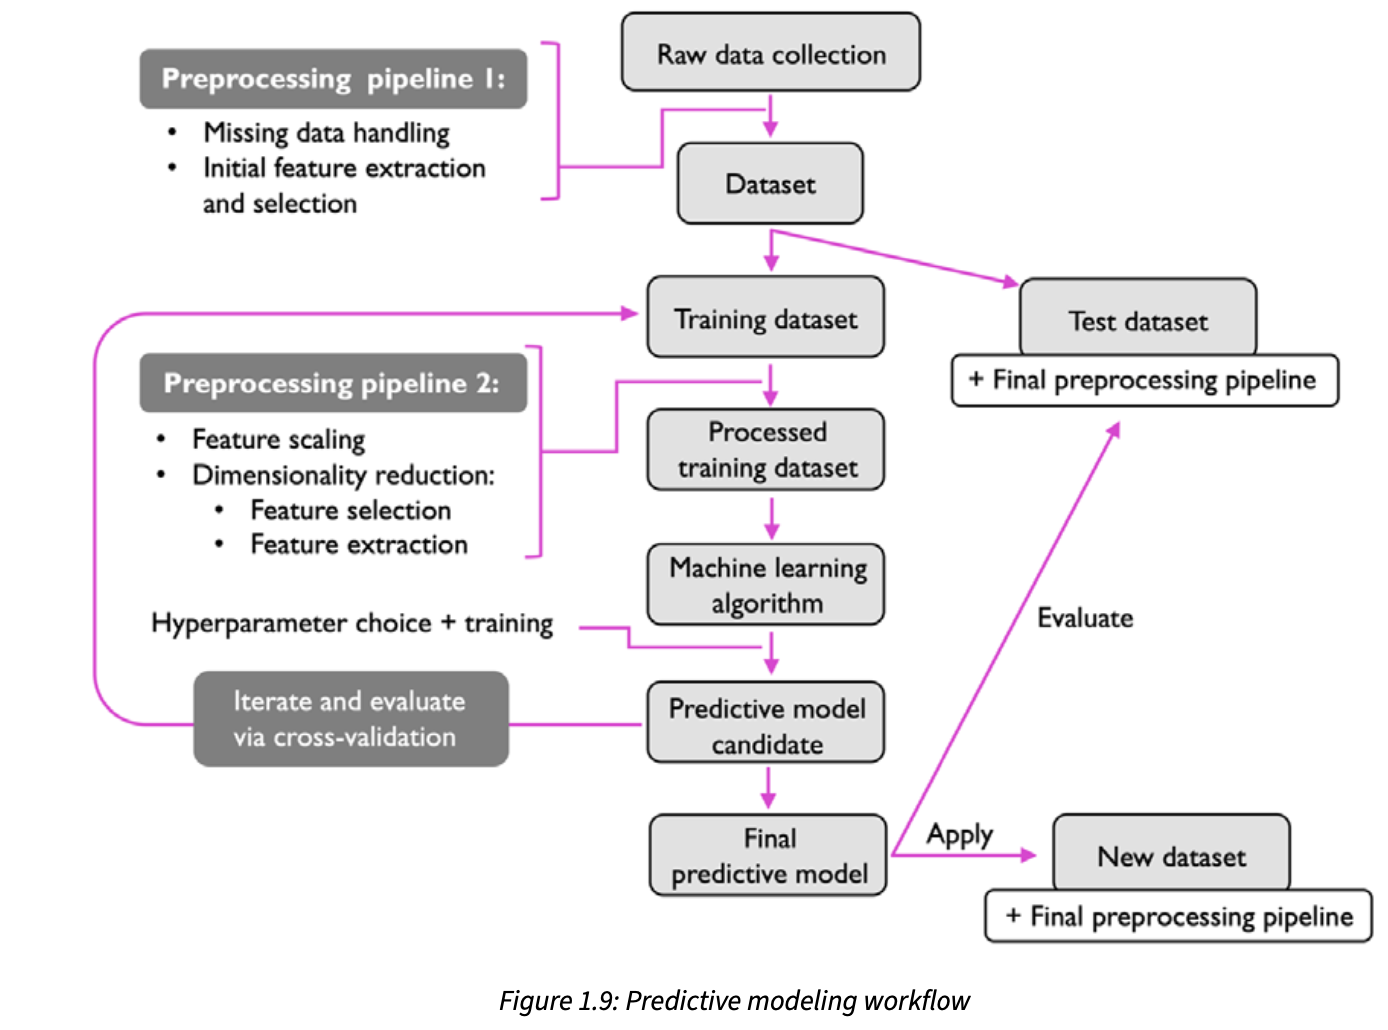 Raw data collection
Preprocessing pipeline 1:
• Missing data handling
• Initial feature extraction
and selection
Dataset
Training dataset
Test dataset
+ Final preprocessing pipeline
Preprocessing pipeline 2:
• Feature scaling
• Dimensionality reduction:
• Feature selection
• Feature extraction
Processed
training dataset
Machine learning
algorithm
Hyperparameter choice + training
Evaluate
Iterate and evaluate
via cross-validation
Predictive model
candidate
Final
predictive model
Apply
New dataset
+ Final preprocessing pipeline
Figure 1.9: Predictive modeling workflow